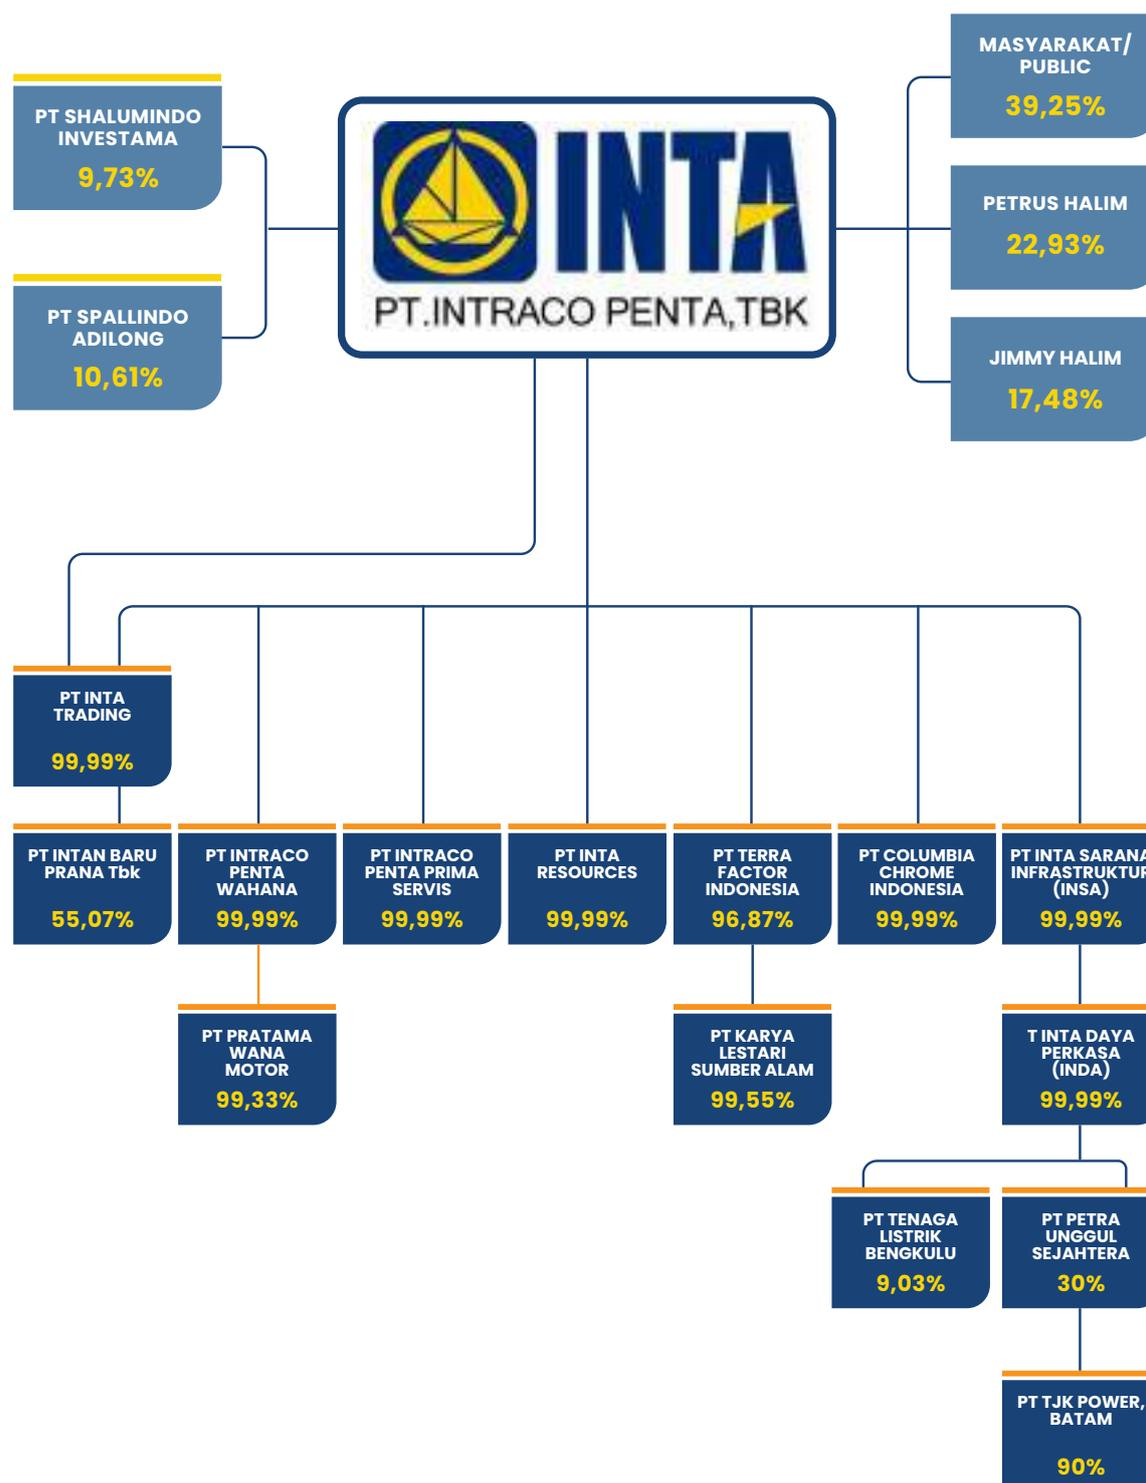 PT SHALUMINDO
INVESTAMA
9,73%
PT SPALLINDO
ADILONG
10,61%
INTA
PT.INTRACO PENTA,TBK
MASYARAKAT/
PUBLIC
39,25%
PETRUS HALIM
22,93%
JIMMY HALIM
17,48%
PT INTA
TRADING
99,99%
PT INTAN BARU
PRANA Tbk
55,07%
PT INTRACO
PENTA
WAHANA
99,99%
PT INTRACO
PENTA PRIMA
SERVIS
99,99%
PT INTA
RESOURCES
99,99%
PT TERRA
FACTOR
INDONESIA
96,87%
PT COLUMBIA
CHROME
INDONESIA
99,99%
PT INTA SARANA
INFRASTRUKTUR
(INSA)
99,99%
PT PRATAMA
WANA
MOTOR
99,33%
PT KARYA
LESTARI
SUMBER ALAM
99,55%
T INTA DAYA
PERKASA
(INDA)
99,99%
PT TENAGA
LISTRIK
BENGKULU
9,03%
PT PETRA
UNGGUL
SEJAHTERA
30%
PT TJK POWER,
BATAM
90%